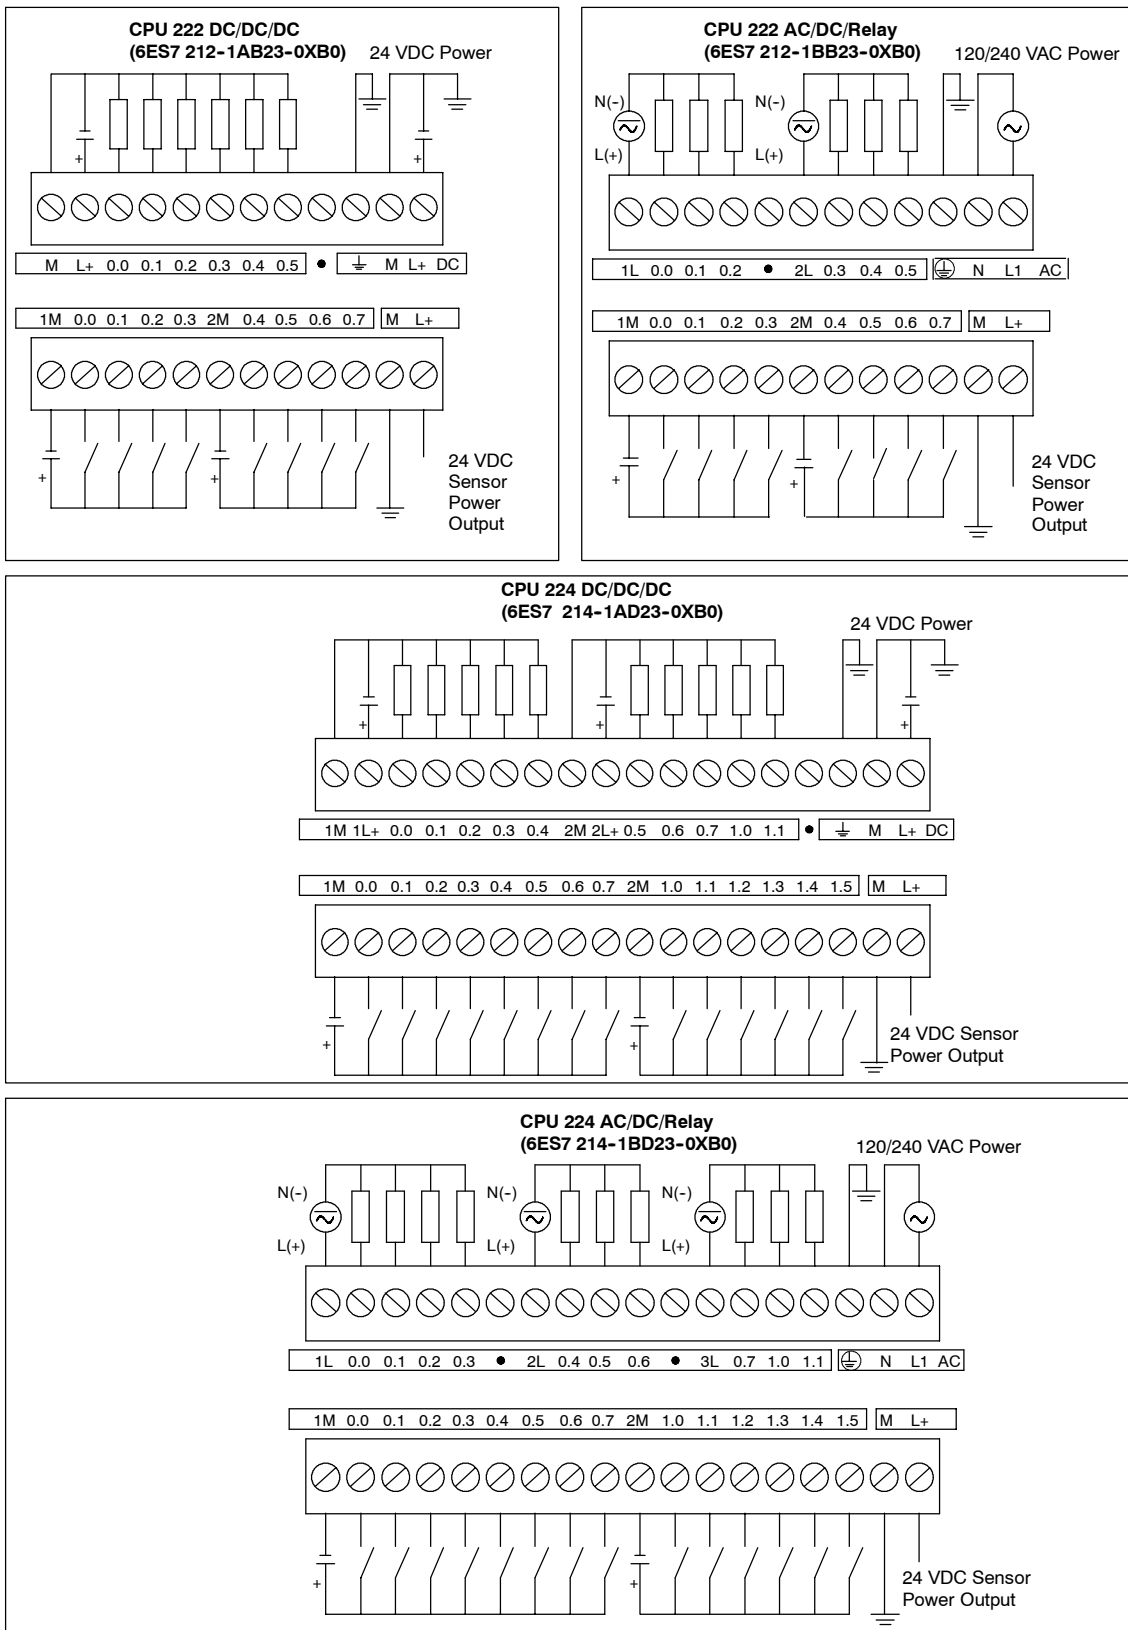 CPU 222 DC/DC/DC
(6ES7 212-1AB23-0XB0)
24 VDC Power
+
+
M L+ 0.0 0.1 0.2 0.3 0.4 0.5 ● ⏚ M L+ DC
1M 0.0 0.1 0.2 0.3 2M 0.4 0.5 0.6 0.7 M L+
+
+
24 VDC
Sensor
Power
Output
CPU 222 AC/DC/Relay
(6ES7 212-1BB23-0XB0)
120/240 VAC Power
N(-)
N(-)
L(+)
L(+)
1L 0.0 0.1 0.2 ● 2L 0.3 0.4 0.5 ⏚ N L1 AC
1M 0.0 0.1 0.2 0.3 2M 0.4 0.5 0.6 0.7 M L+
+
+
24 VDC
Sensor
Power
Output
CPU 224 DC/DC/DC
(6ES7 214-1AD23-0XB0)
24 VDC Power
+
+
+
1M 1L+ 0.0 0.1 0.2 0.3 0.4 2M 2L+ 0.5 0.6 0.7 1.0 1.1 ● ⏚ M L+ DC
1M 0.0 0.1 0.2 0.3 0.4 0.5 0.6 0.7 2M 1.0 1.1 1.2 1.3 1.4 1.5 M L+
+
+
24 VDC Sensor
Power Output
CPU 224 AC/DC/Relay
(6ES7 214-1BD23-0XB0)
120/240 VAC Power
N(-)
N(-)
N(-)
L(+)
L(+)
L(+)
1L 0.0 0.1 0.2 0.3 ● 2L 0.4 0.5 0.6 ● 3L 0.7 1.0 1.1 ⏚ N L1 AC
1M 0.0 0.1 0.2 0.3 0.4 0.5 0.6 0.7 2M 1.0 1.1 1.2 1.3 1.4 1.5 M L+
+
+
24 VDC Sensor
Power Output